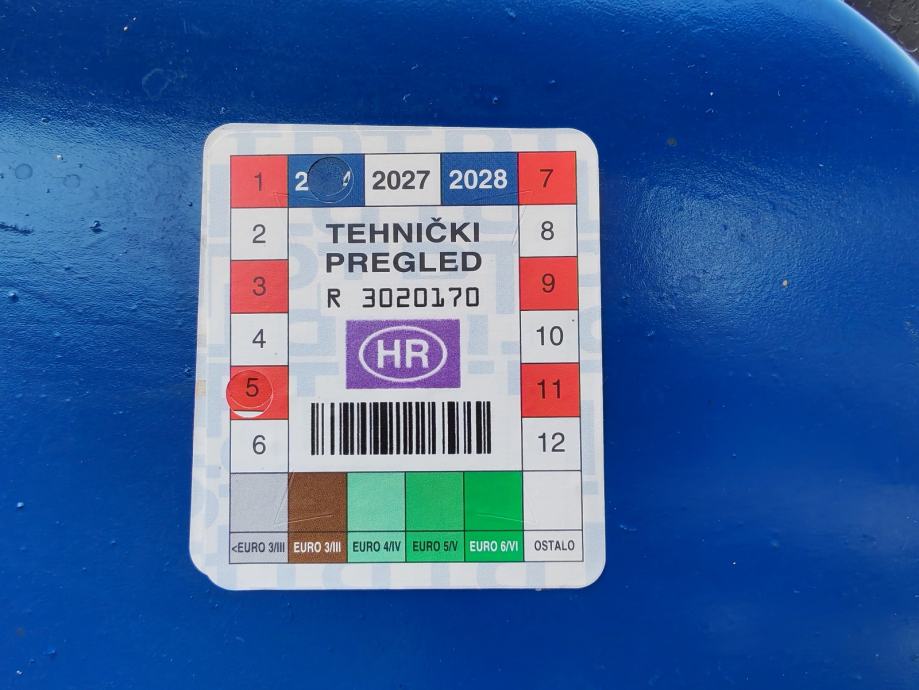 1 2027 2028 7
2 TEHNIČKI 8
3 PREGLED 9
R 3020170
4 HR 10
5 11
6 12
<EURO 3/III EURO 3/III EURO 4/IV EURO 5/V EURO 6/VI OSTALO